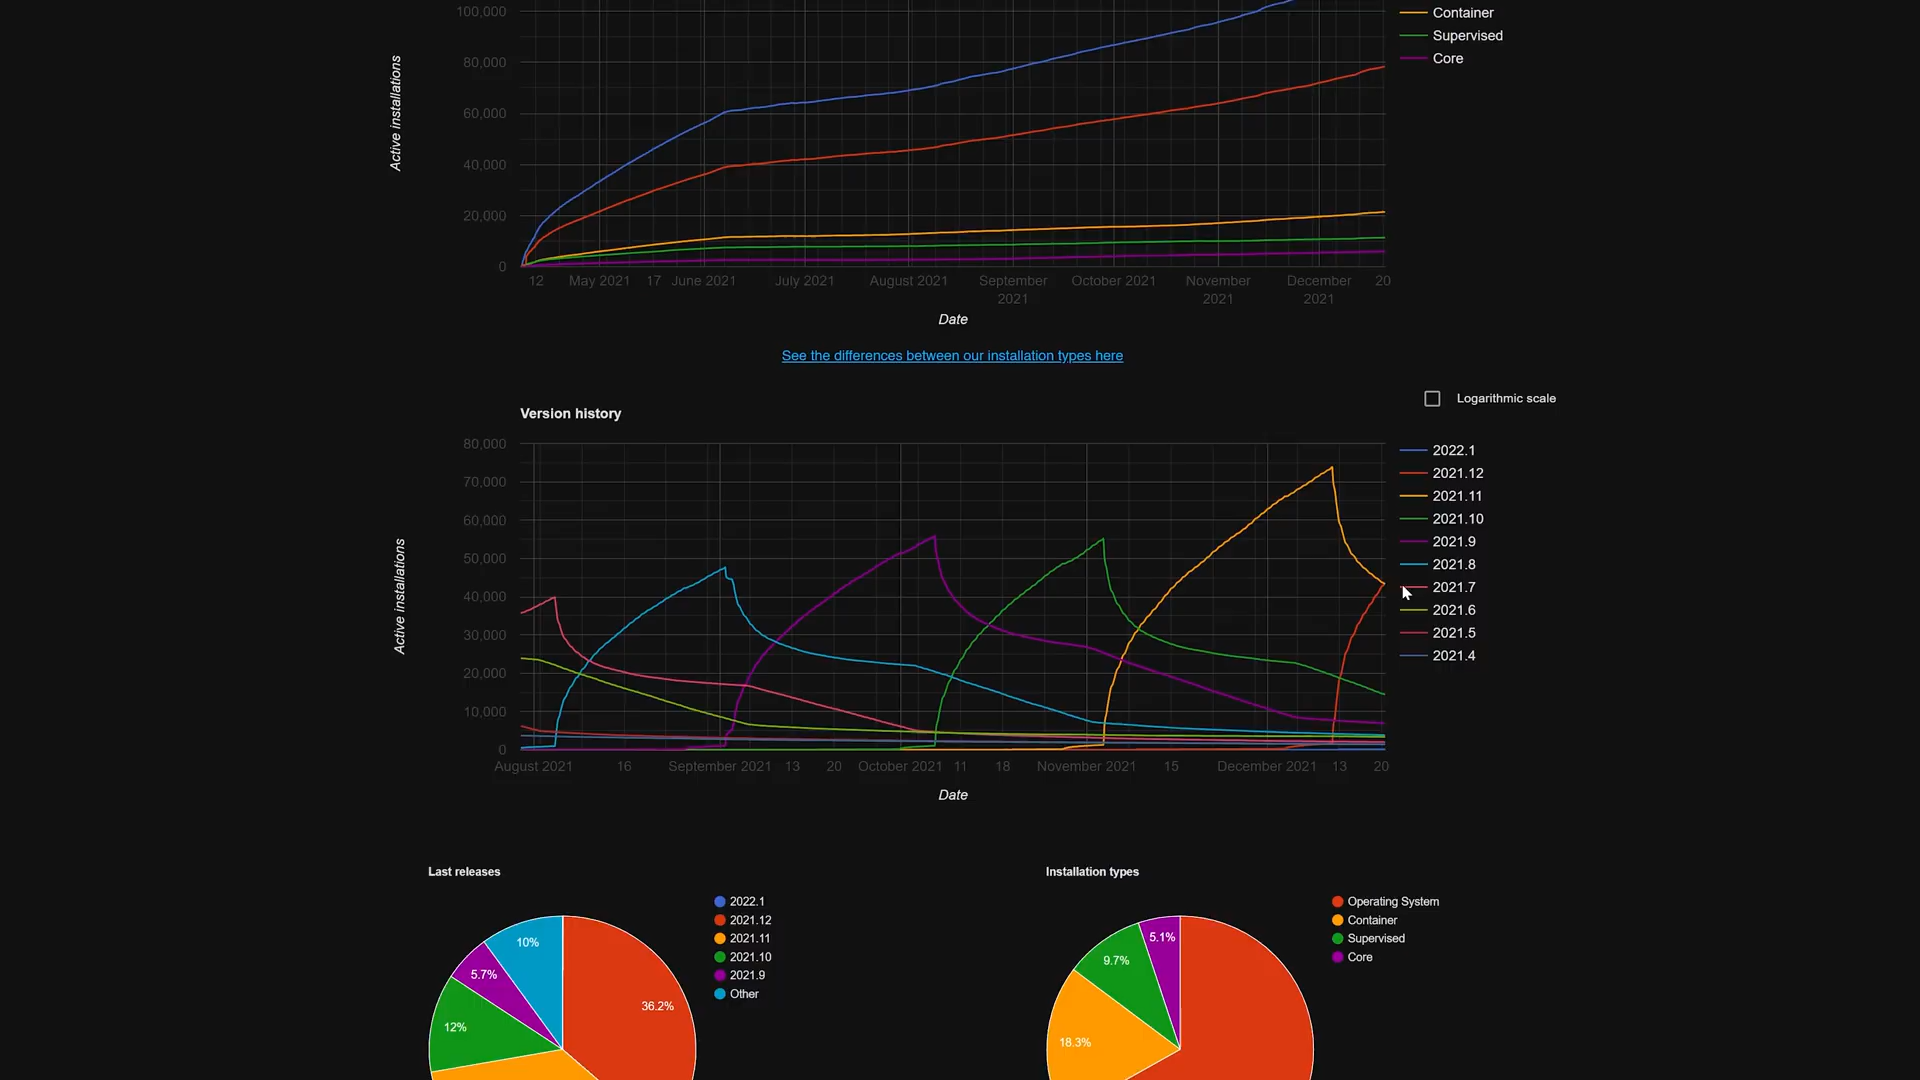 100,000
80,000
60,000
40,000
20,000
0
Active installations
Container
Supervised
Core
12
May 2021
17
June 2021
July 2021
August 2021
September
2021
October 2021
November
2021
December
2021
20
Date
See the differences between our installation types here
Logarithmic scale
Version history
80,000
70,000
60,000
50,000
40,000
30,000
20,000
10,000
0
Active installations
2022.1
2021.12
2021.11
2021.10
2021.9
2021.8
2021.7
2021.6
2021.5
2021.4
August 2021
16
September 2021
13
20
October 2021
11
18
November 2021
15
December 2021
13
20
Date
Last releases
2022.1
2021.12
2021.11
2021.10
2021.9
Other
10%
5.7%
36.2%
12%
Installation types
Operating System
Container
Supervised
Core
5.1%
9.7%
18.3%